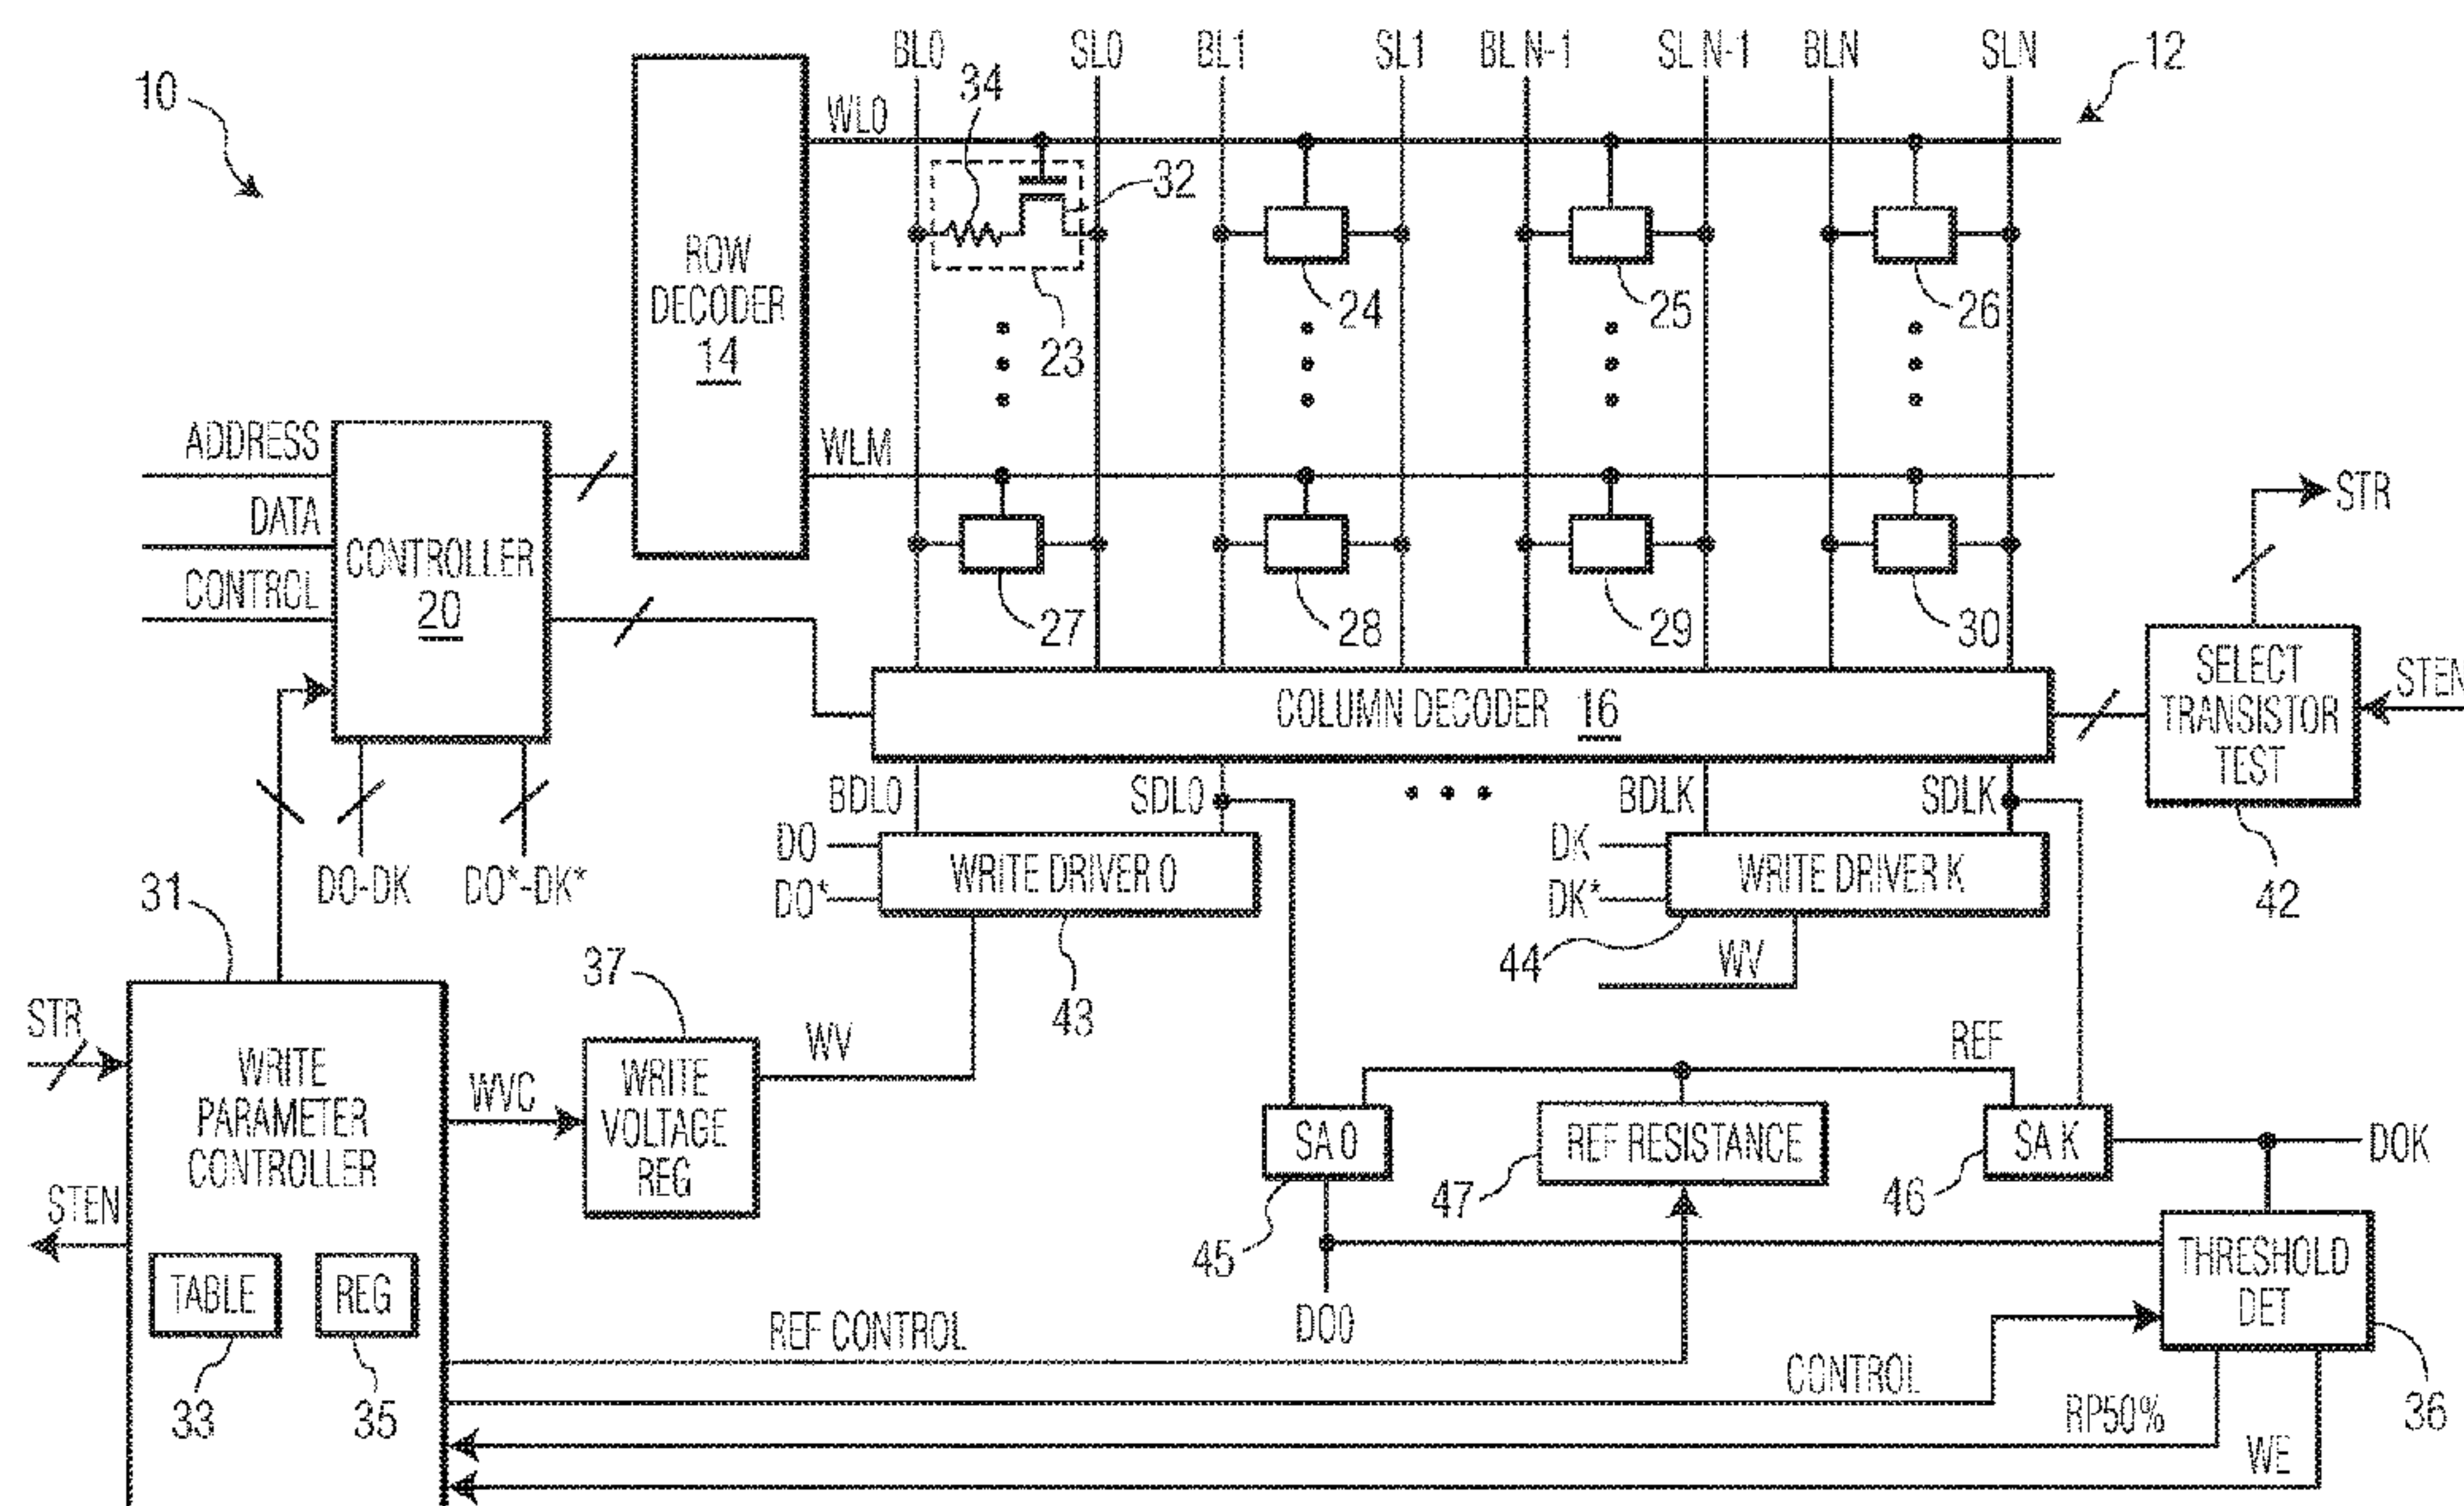 BL0 SL0 BL1 SL1 BL N-1 SL N-1 BLN SLN
10 34 12
WL0
32
ROW
DECODER
14
24 25 26
23
ADDRESS
WLM
STR
DATA
CONTROLLER
20
CONTROL
27 28 29 30
SELECT
TRANSISTOR
TEST
STEN
COLUMN DECODER 16
BDL0 SDL0 BDLK SDLK
DO DK
WRITE DRIVER 0 WRITE DRIVER K
DO* DK*
DO-DK DO*-DK*
42
31
37 44 WV
43
STR
WRITE
PARAMETER
CONTROLLER
WVC
WRITE
VOLTAGE
REG
WV
REF
SA 0 REF RESISTANCE SA K DOK
47 46
STEN
45
TABLE REG
THRESHOLD
DET
DO0
REF CONTROL
CONTROL
33 35
RP50% 36
WE